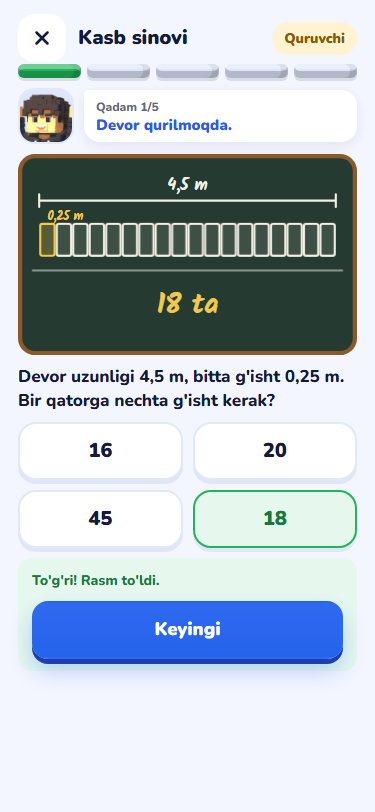 Kasb sinovi
Quruvchi
Qadam 1/5
Devor qurilmoqda.
4,5 m
0,25 m
18 ta
Devor uzunligi 4,5 m, bitta g'isht 0,25 m.
Bir qatorga nechta g'isht kerak?
16
20
45
18
To'g'ri! Rasm to'ldi.
Keyingi